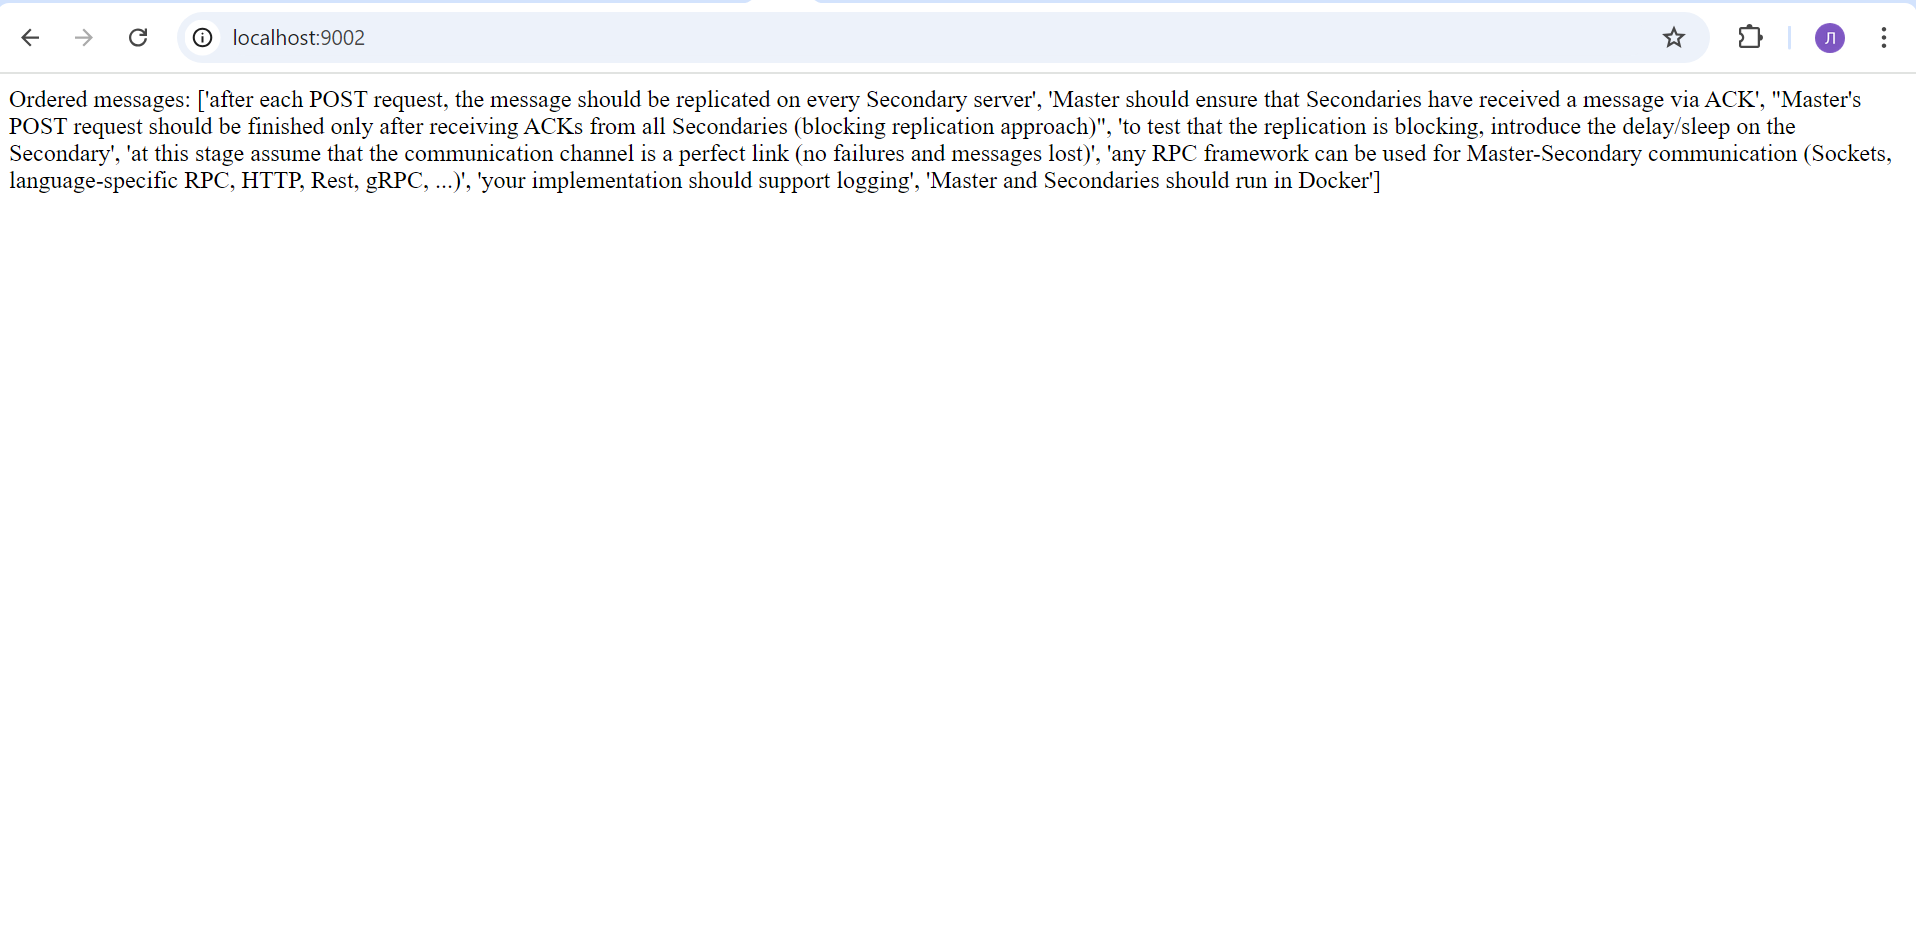 localhost:9002
Л
Ordered messages: ['after each POST request, the message should be replicated on every Secondary server', 'Master should ensure that Secondaries have received a message via ACK', "Master's
POST request should be finished only after receiving ACKs from all Secondaries (blocking replication approach)", 'to test that the replication is blocking, introduce the delay/sleep on the
Secondary', 'at this stage assume that the communication channel is a perfect link (no failures and messages lost)', 'any RPC framework can be used for Master-Secondary communication (Sockets,
language-specific RPC, HTTP, Rest, gRPC, ...)', 'your implementation should support logging', 'Master and Secondaries should run in Docker']